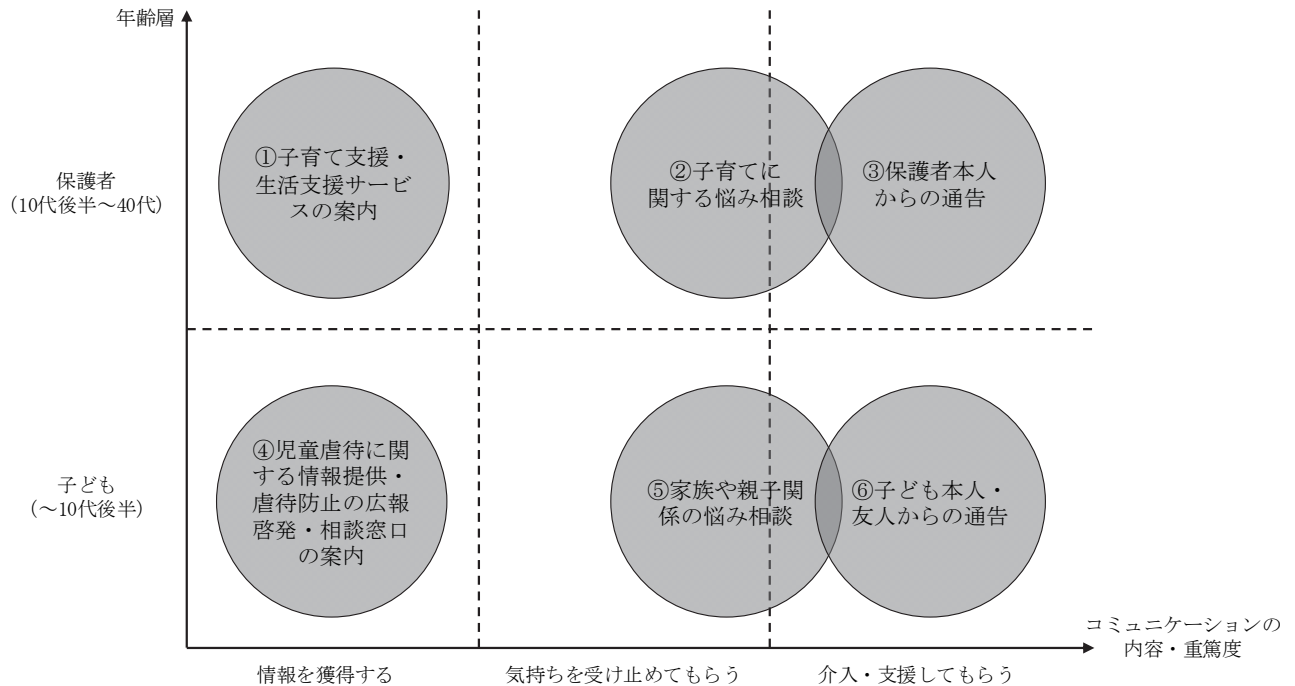 年齢層
保護者
(10代後半〜40代)
①子育て支援・
生活支援サービ
スの案内
②子育てに
関する悩み相談
③保護者本人
からの通告
子ども
(〜10代後半)
④児童虐待に関
する情報提供・
虐待防止の広報
啓発・相談窓口
の案内
⑤家族や親子関
係の悩み相談
⑥子ども本人・
友人からの通告
コミュニケーションの
内容・重篤度
情報を獲得する
気持ちを受け止めてもらう
介入・支援してもらう